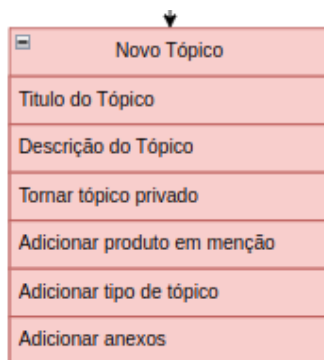 Novo Tópico
Titulo do Tópico
Descrição do Tópico
Tornar tópico privado
Adicionar produto em menção
Adicionar tipo de tópico
Adicionar anexos